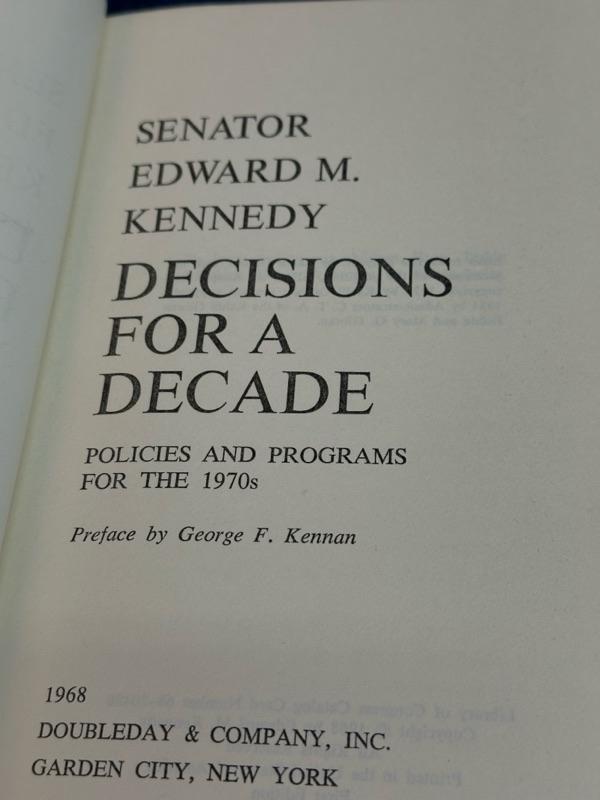 SENATOR
EDWARD M.
KENNEDY
DECISIONS
FOR A
DECADE
POLICIES AND PROGRAMS
FOR THE 1970s
Preface by George F. Kennan
1968
DOUBLEDAY & COMPANY, INC.
GARDEN CITY, NEW YORK